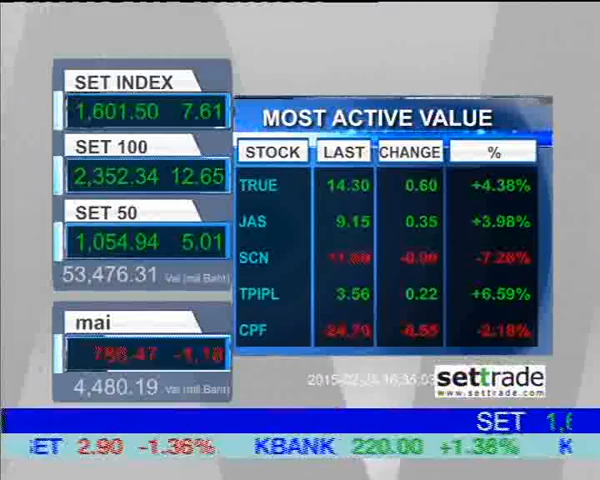 SET INDEX
1,601.50 7.61
SET 100
2,352.34 12.65
SET 50
1,054.94 5.01
53,476.31 Val (mil.Baht)
mai
-1.18
4,480.19 Val (mil.Baht)
MOST ACTIVE VALUE
STOCK LAST CHANGE %
TRUE 14.30 0.60 +4.38%
JAS 9.15 0.35 +3.98%
SCN -7.28%
TPIPL 3.56 0.22 +6.59%
CPF -2.18%
settrade
www.settrade.com
SET
2.90 -1.36% KBANK 220.00 +1.38% K